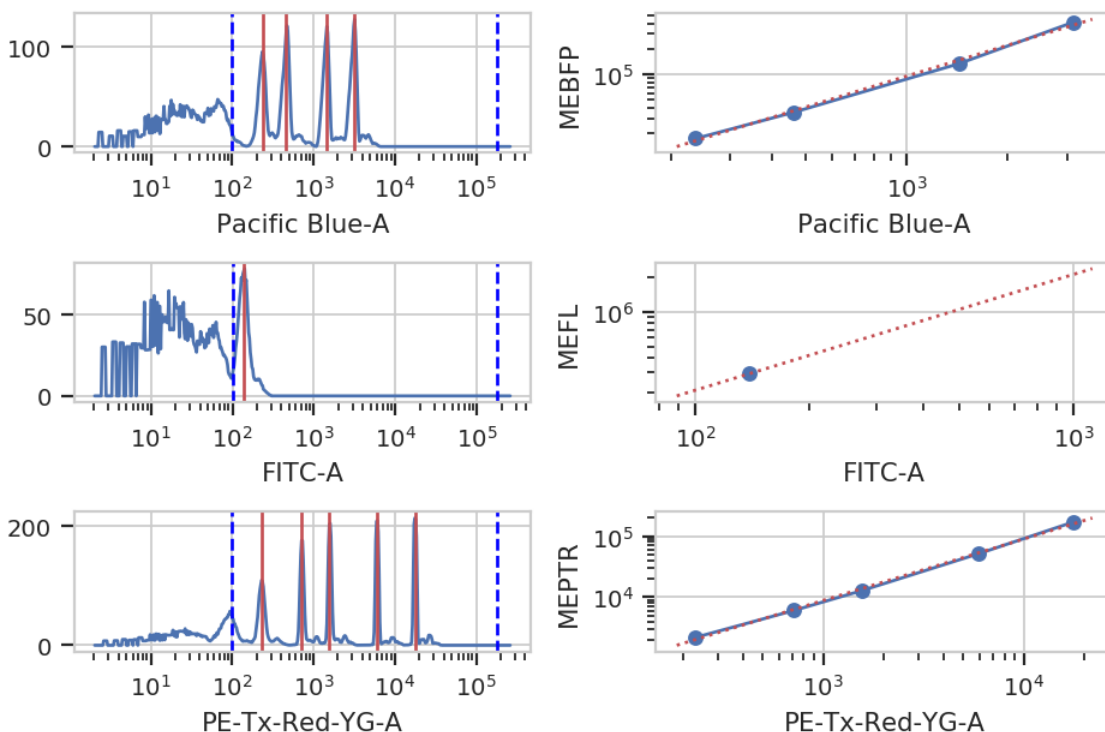 100
0
10^1 10^2 10^3 10^4 10^5
Pacific Blue-A
MEBFP
10^5
10^3
Pacific Blue-A
50
0
10^1 10^2 10^3 10^4 10^5
FITC-A
MEFL
10^6
10^2 10^3
FITC-A
200
0
10^1 10^2 10^3 10^4 10^5
PE-Tx-Red-YG-A
MEPTR
10^5
10^4
10^3 10^4
PE-Tx-Red-YG-A